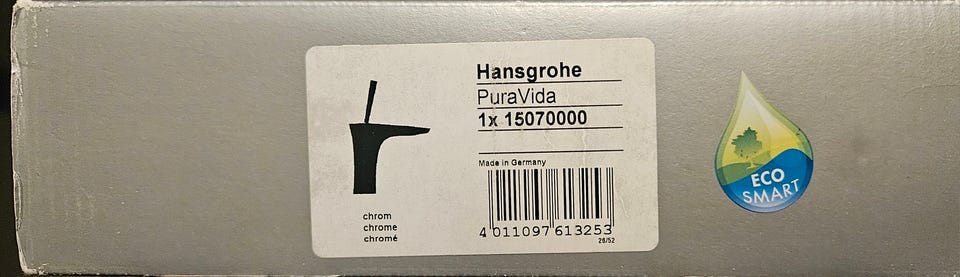 Hansgrohe
PuraVida
1x 15070000
Made in Germany
4 011097 613253
26/52
chrom
chrome
chromé
ECO
SMART